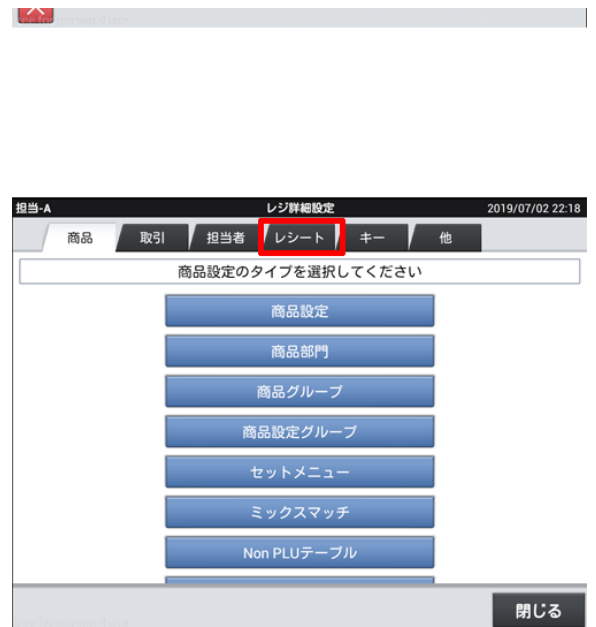 担当-A レジ詳細設定 2019/07/02 22:18
商品 取引 担当者 レシート キー 他
商品設定のタイプを選択してください
商品設定
商品部門
商品グループ
商品設定グループ
セットメニュー
ミックスマッチ
Non PLUテーブル
閉じる